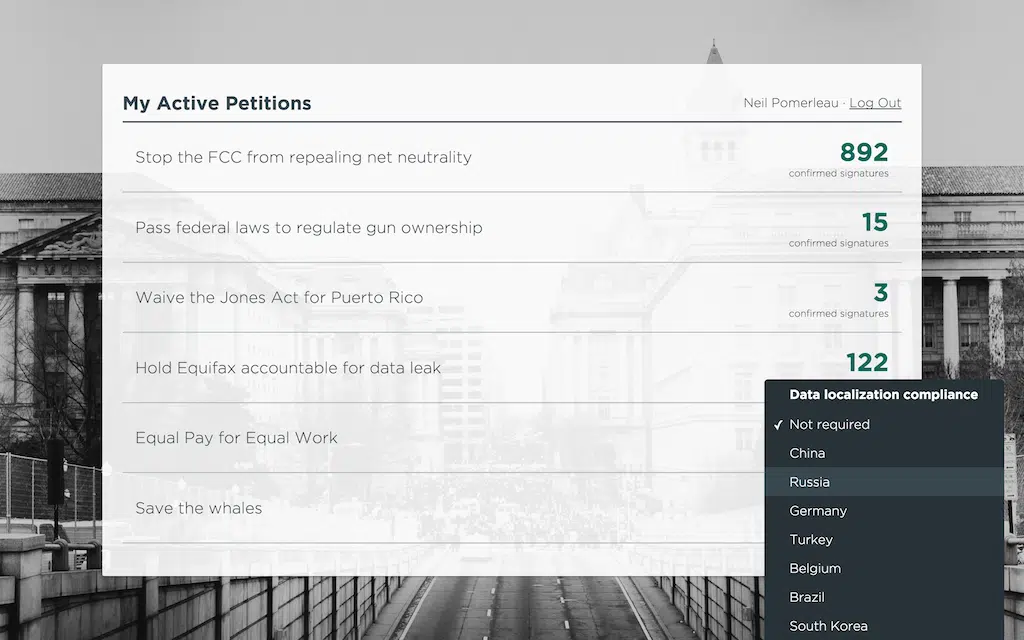 My Active Petitions
Neil Pomerleau · Log Out
Stop the FCC from repealing net neutrality
892
confirmed signatures
Pass federal laws to regulate gun ownership
15
confirmed signatures
Waive the Jones Act for Puerto Rico
3
confirmed signatures
Hold Equifax accountable for data leak
122
Equal Pay for Equal Work
Save the whales
Data localization compliance
✓ Not required
China
Russia
Germany
Turkey
Belgium
Brazil
South Korea